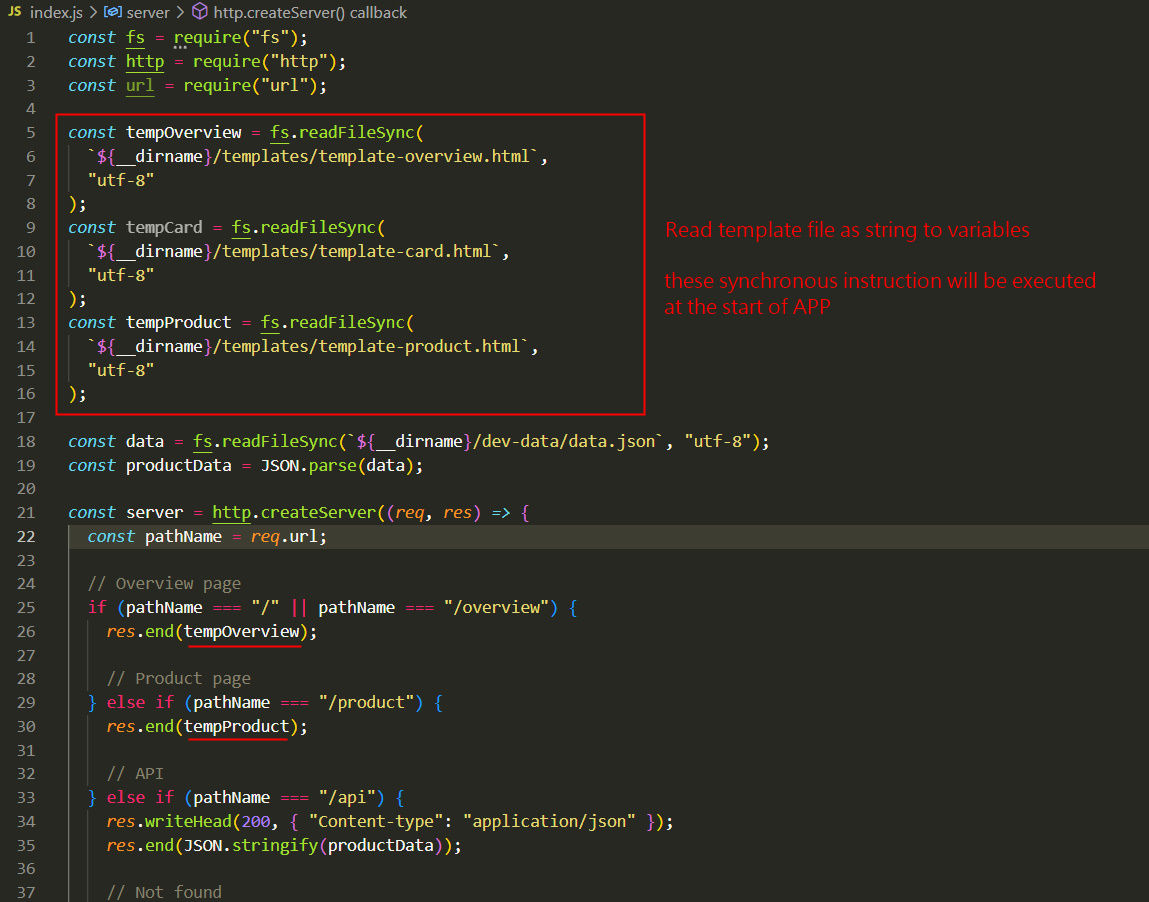 JS index.js > server > http.createServer() callback
1 const fs = require("fs");
2 const http = require("http");
3 const url = require("url");
4
5 const tempOverview = fs.readFileSync(
6 `${__dirname}/templates/template-overview.html`,
7 "utf-8"
8 );
9 const tempCard = fs.readFileSync(
10 `${__dirname}/templates/template-card.html`,
11 "utf-8"
12 );
13 const tempProduct = fs.readFileSync(
14 `${__dirname}/templates/template-product.html`,
15 "utf-8"
16 );
17
Read template file as string to variables
these synchronous instruction will be executed
at the start of APP
18 const data = fs.readFileSync(`${__dirname}/dev-data/data.json`, "utf-8");
19 const productData = JSON.parse(data);
20
21 const server = http.createServer((req, res) => {
22 const pathName = req.url;
23
24 // Overview page
25 if (pathName === "/" || pathName === "/overview") {
26 res.end(tempOverview);
27
28 // Product page
29 } else if (pathName === "/product") {
30 res.end(tempProduct);
31
32 // API
33 } else if (pathName === "/api") {
34 res.writeHead(200, { "Content-type": "application/json" });
35 res.end(JSON.stringify(productData));
36
37 // Not found